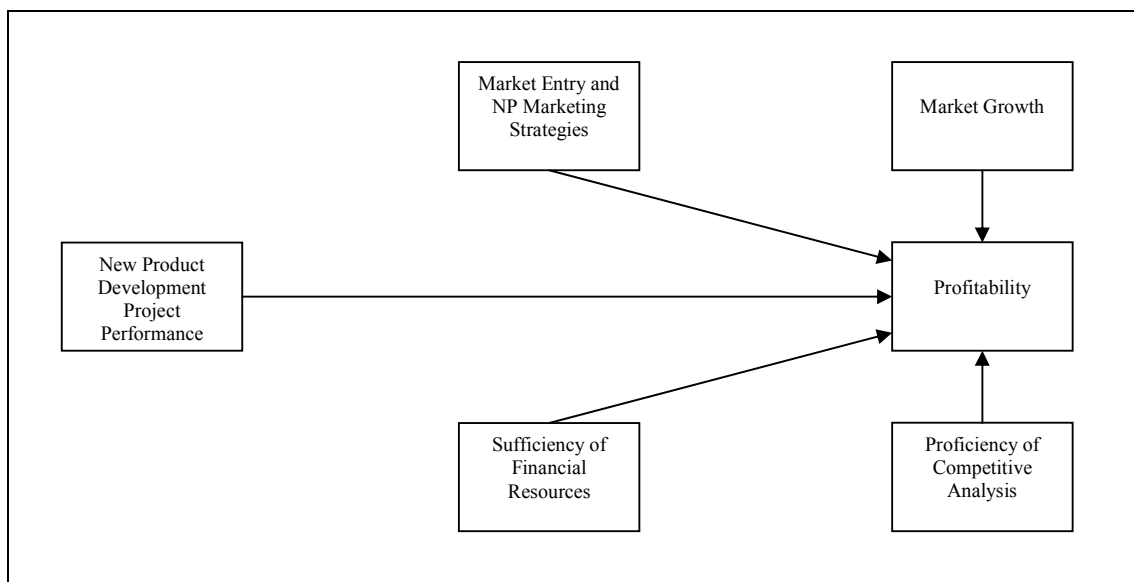 Market Entry and
NP Marketing
Strategies
Market Growth
New Product
Development
Project
Performance
Profitability
Sufficiency of
Financial
Resources
Proficiency of
Competitive
Analysis